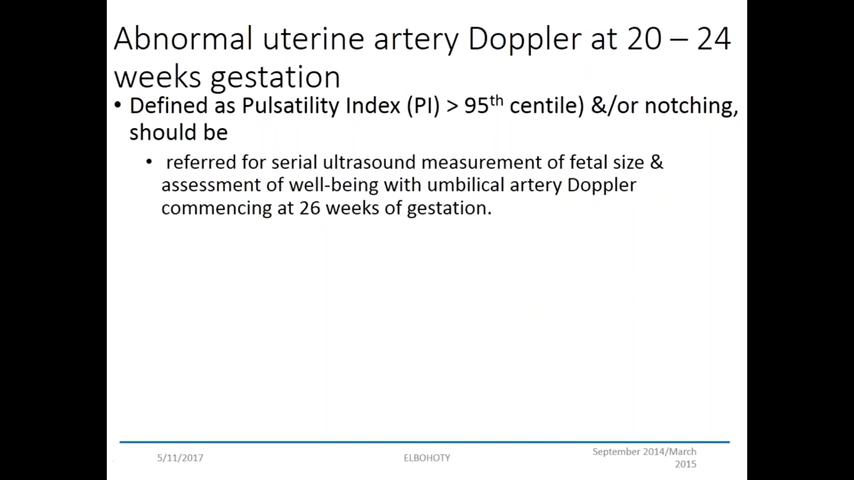 Abnormal uterine artery Doppler at 20 – 24
weeks gestation
• Defined as Pulsatility Index (PI) > 95th centile) &/or notching,
should be
• referred for serial ultrasound measurement of fetal size &
assessment of well-being with umbilical artery Doppler
commencing at 26 weeks of gestation.
5/11/2017
ELBOHOTY
September 2014/March
2015